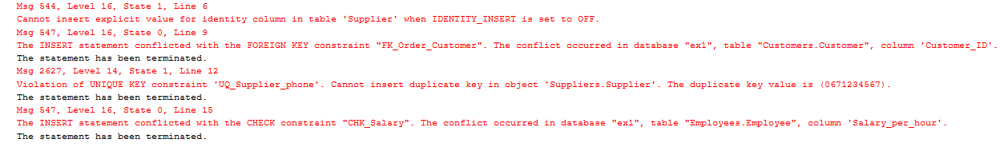 Msg 544, Level 16, State 1, Line 6
Cannot insert explicit value for identity column in table 'Supplier' when IDENTITY_INSERT is set to OFF.
Msg 547, Level 16, State 0, Line 9
The INSERT statement conflicted with the FOREIGN KEY constraint "FK_Order_Customer". The conflict occurred in database "ex1", table "Customers.Customer", column 'Customer_ID'.
The statement has been terminated.
Msg 2627, Level 14, State 1, Line 12
Violation of UNIQUE KEY constraint 'UQ_Supplier_phone'. Cannot insert duplicate key in object 'Suppliers.Supplier'. The duplicate key value is (0671234567).
The statement has been terminated.
Msg 547, Level 16, State 0, Line 15
The INSERT statement conflicted with the CHECK constraint "CHK_Salary". The conflict occurred in database "ex1", table "Employees.Employee", column 'Salary_per_hour'.
The statement has been terminated.